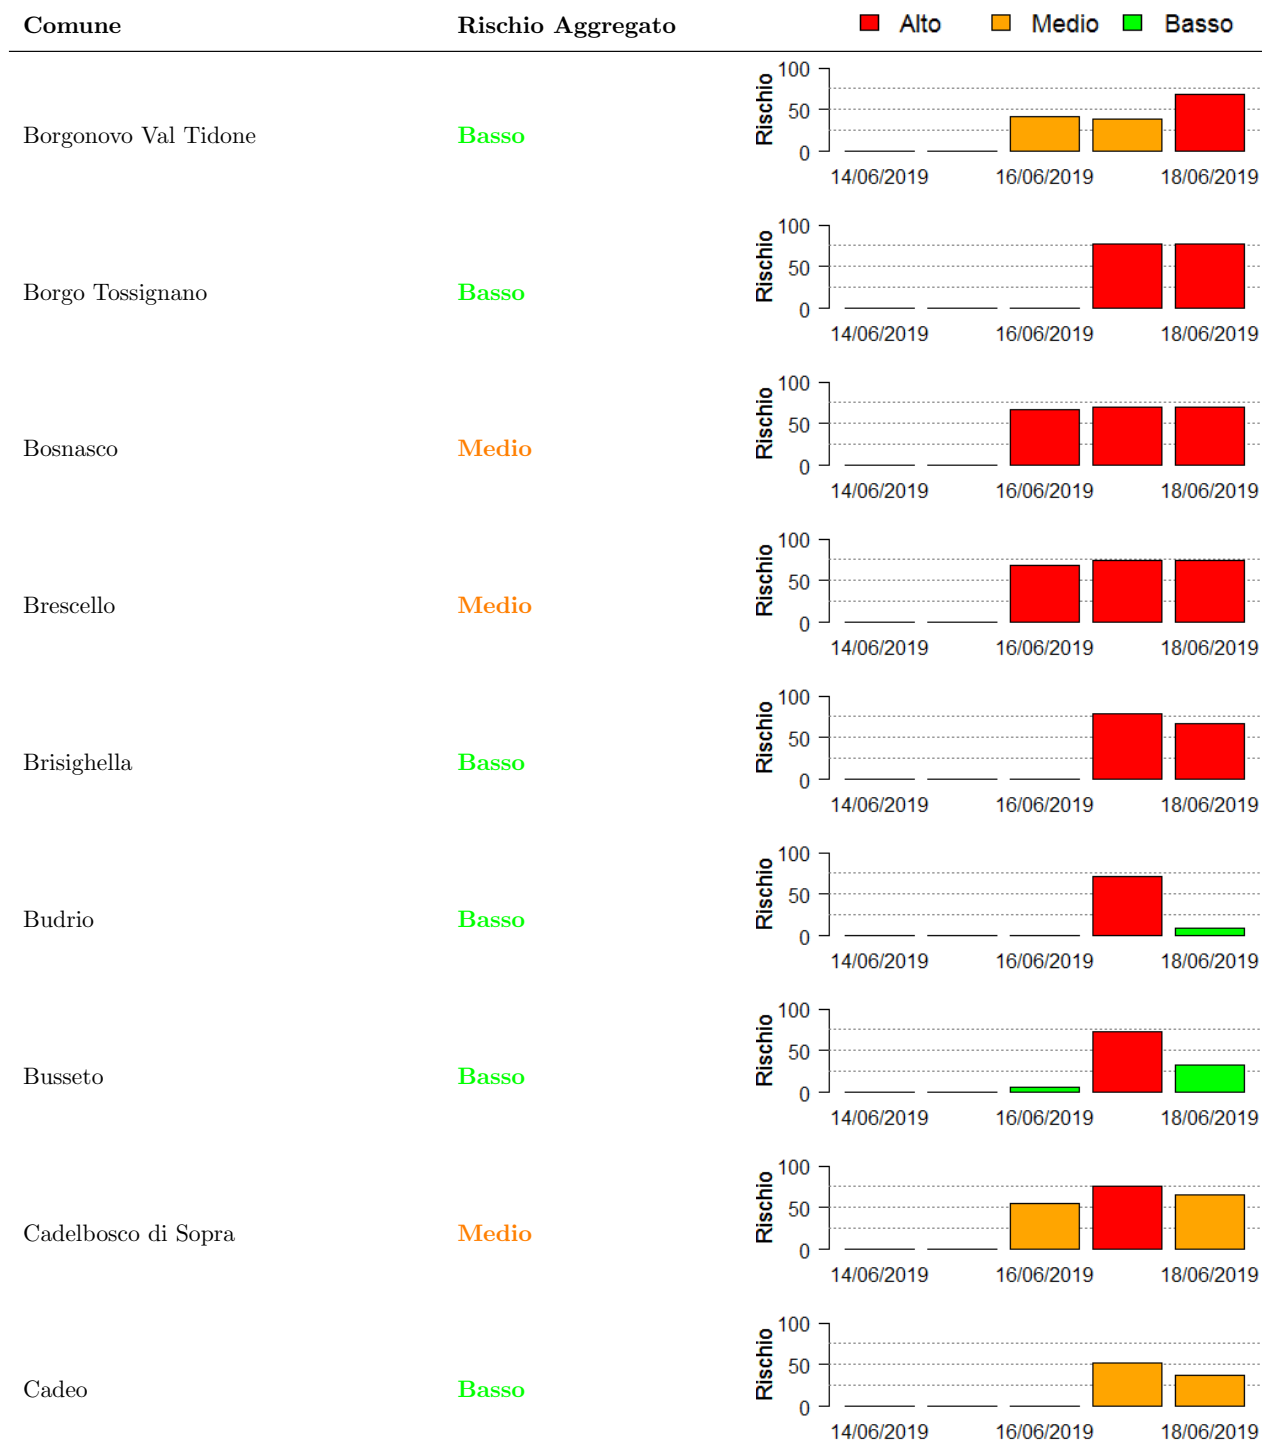 Comune Rischio Aggregato Alto Medio Basso
Borgonovo Val Tidone Basso Rischio 100 50 0
14/06/2019 16/06/2019 18/06/2019
Borgo Tossignano Basso Rischio 100 50 0
14/06/2019 16/06/2019 18/06/2019
Bosnasco Medio Rischio 100 50 0
14/06/2019 16/06/2019 18/06/2019
Brescello Medio Rischio 100 50 0
14/06/2019 16/06/2019 18/06/2019
Brisighella Basso Rischio 100 50 0
14/06/2019 16/06/2019 18/06/2019
Budrio Basso Rischio 100 50 0
14/06/2019 16/06/2019 18/06/2019
Busseto Basso Rischio 100 50 0
14/06/2019 16/06/2019 18/06/2019
Cadelbosco di Sopra Medio Rischio 100 50 0
14/06/2019 16/06/2019 18/06/2019
Cadeo Basso Rischio 100 50 0
14/06/2019 16/06/2019 18/06/2019